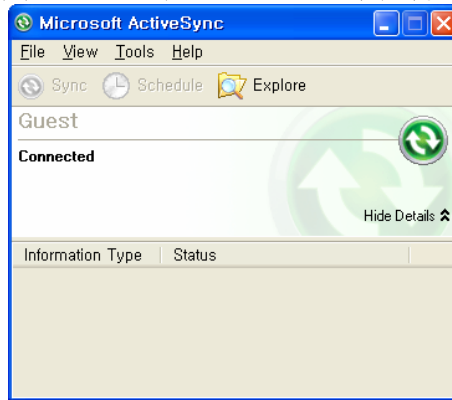 Microsoft ActiveSync
File View Tools Help
Sync Schedule Explore
Guest
Connected
Hide Details
Information Type Status